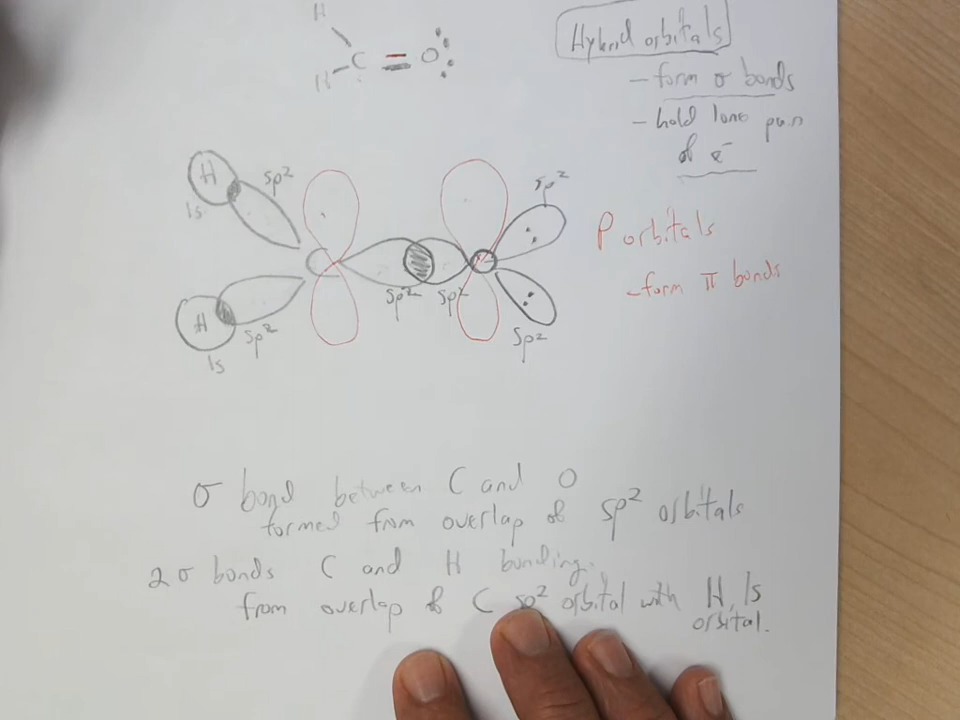 H
H C = O
Hybrid orbitals
- form σ bonds
- hold lone pair
of e⁻
H sp² sp²
1s
P orbitals
- form π bonds
C O
sp² sp²
H sp² sp²
1s
σ bond between C and O
formed from overlap of sp² orbitals
2σ bonds C and H bonding.
from overlap of C sp² orbital with H 1s
orbital.